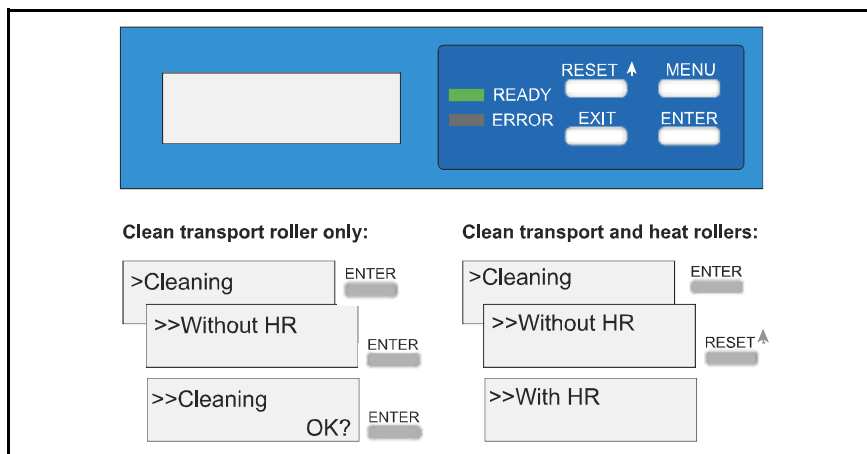 RESET MENU
READY
ERROR EXIT ENTER
Clean transport roller only:
>Cleaning
ENTER
>>Without HR
ENTER
>>Cleaning
OK?
ENTER
Clean transport and heat rollers:
>Cleaning
ENTER
>>Without HR
RESET
>>With HR